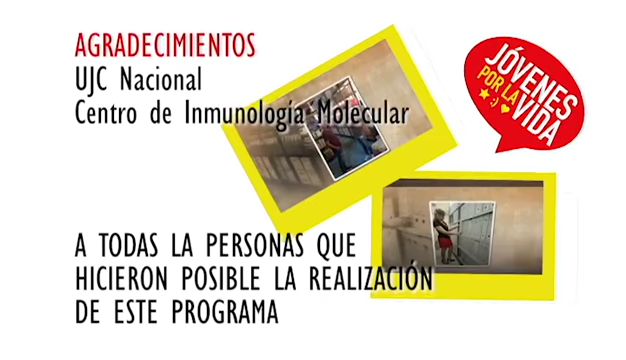 AGRADECIMIENTOS
UJC Nacional
Centro de Inmunología Molecular
JÓVENES
POR LA
VIDA
A TODAS LA PERSONAS QUE
HICIERON POSIBLE LA REALIZACIÓN
DE ESTE PROGRAMA